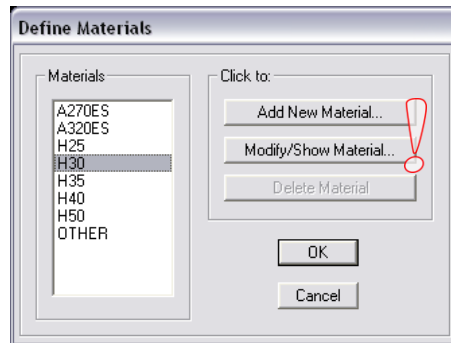 Define Materials
Materials
A270ES
A320ES
H25
H30
H35
H40
H50
OTHER
Click to:
Add New Material...
Modify/Show Material...
Delete Material
OK
Cancel